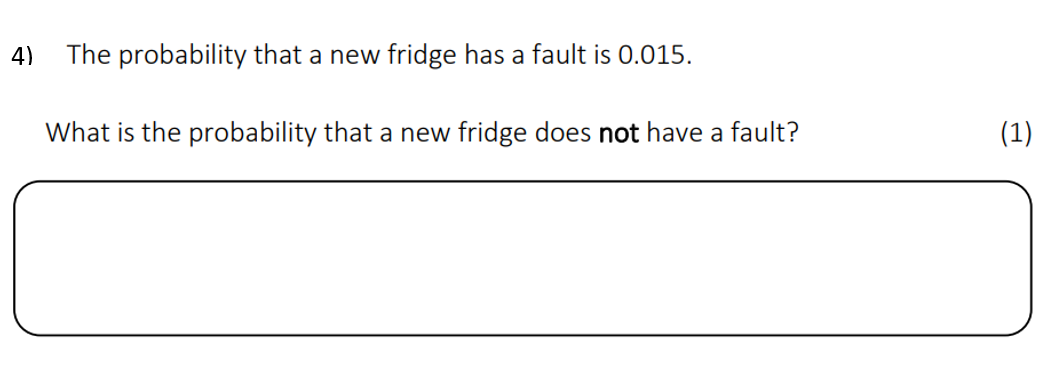 4) The probability that a new fridge has a fault is 0.015.
What is the probability that a new fridge does not have a fault? (1)